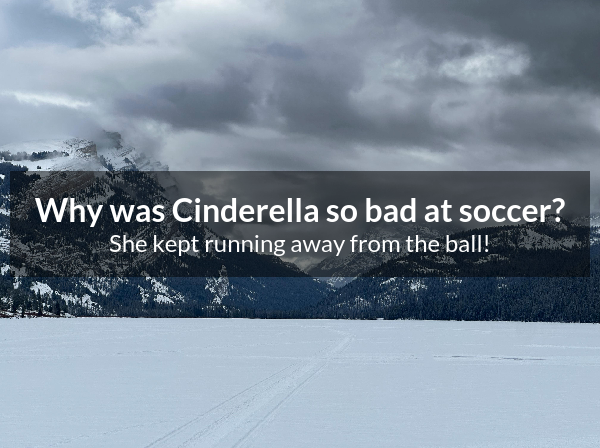 Why was Cinderella so bad at soccer?
She kept running away from the ball!